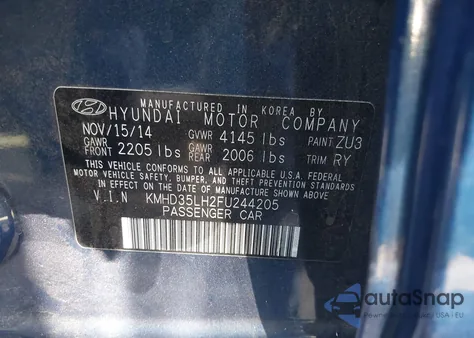 MANUFACTURED IN KOREA BY
HYUNDAI MOTOR COMPANY
NOV/15/14 GVWR 4145 lbs PAINT ZU3
GAWR FRONT 2205 lbs GAWR REAR 2006 lbs TRIM RY
THIS VEHICLE CONFORMS TO ALL APPLICABLE U.S.A. FEDERAL
MOTOR VEHICLE SAFETY, BUMPER, AND THEFT PREVENTION STANDARDS
IN EFFECT ON THE DATE OF MANUFACTURE SHOWN ABOVE.
V.I.N KMHD35LH2FU244205
PASSENGER CAR
autoSnap
USA | EU